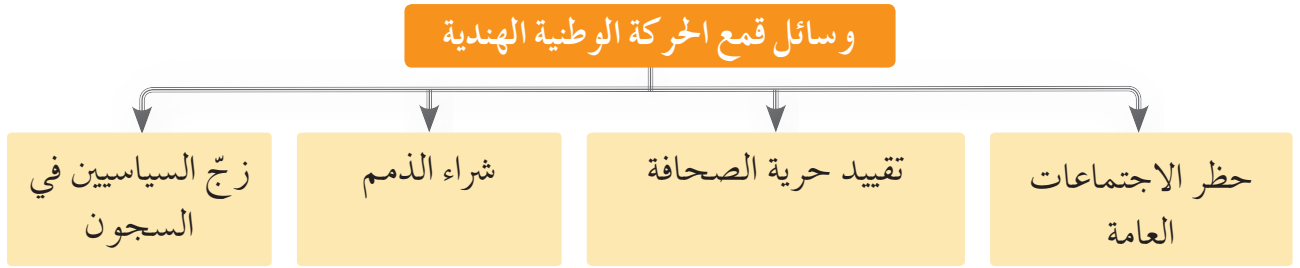 وسائل قمع الحركة الوطنية الهندية
حظر الاجتماعات
العامة
تقييد حرية الصحافة
شراء الذمم
زجّ السياسيين في
السجون